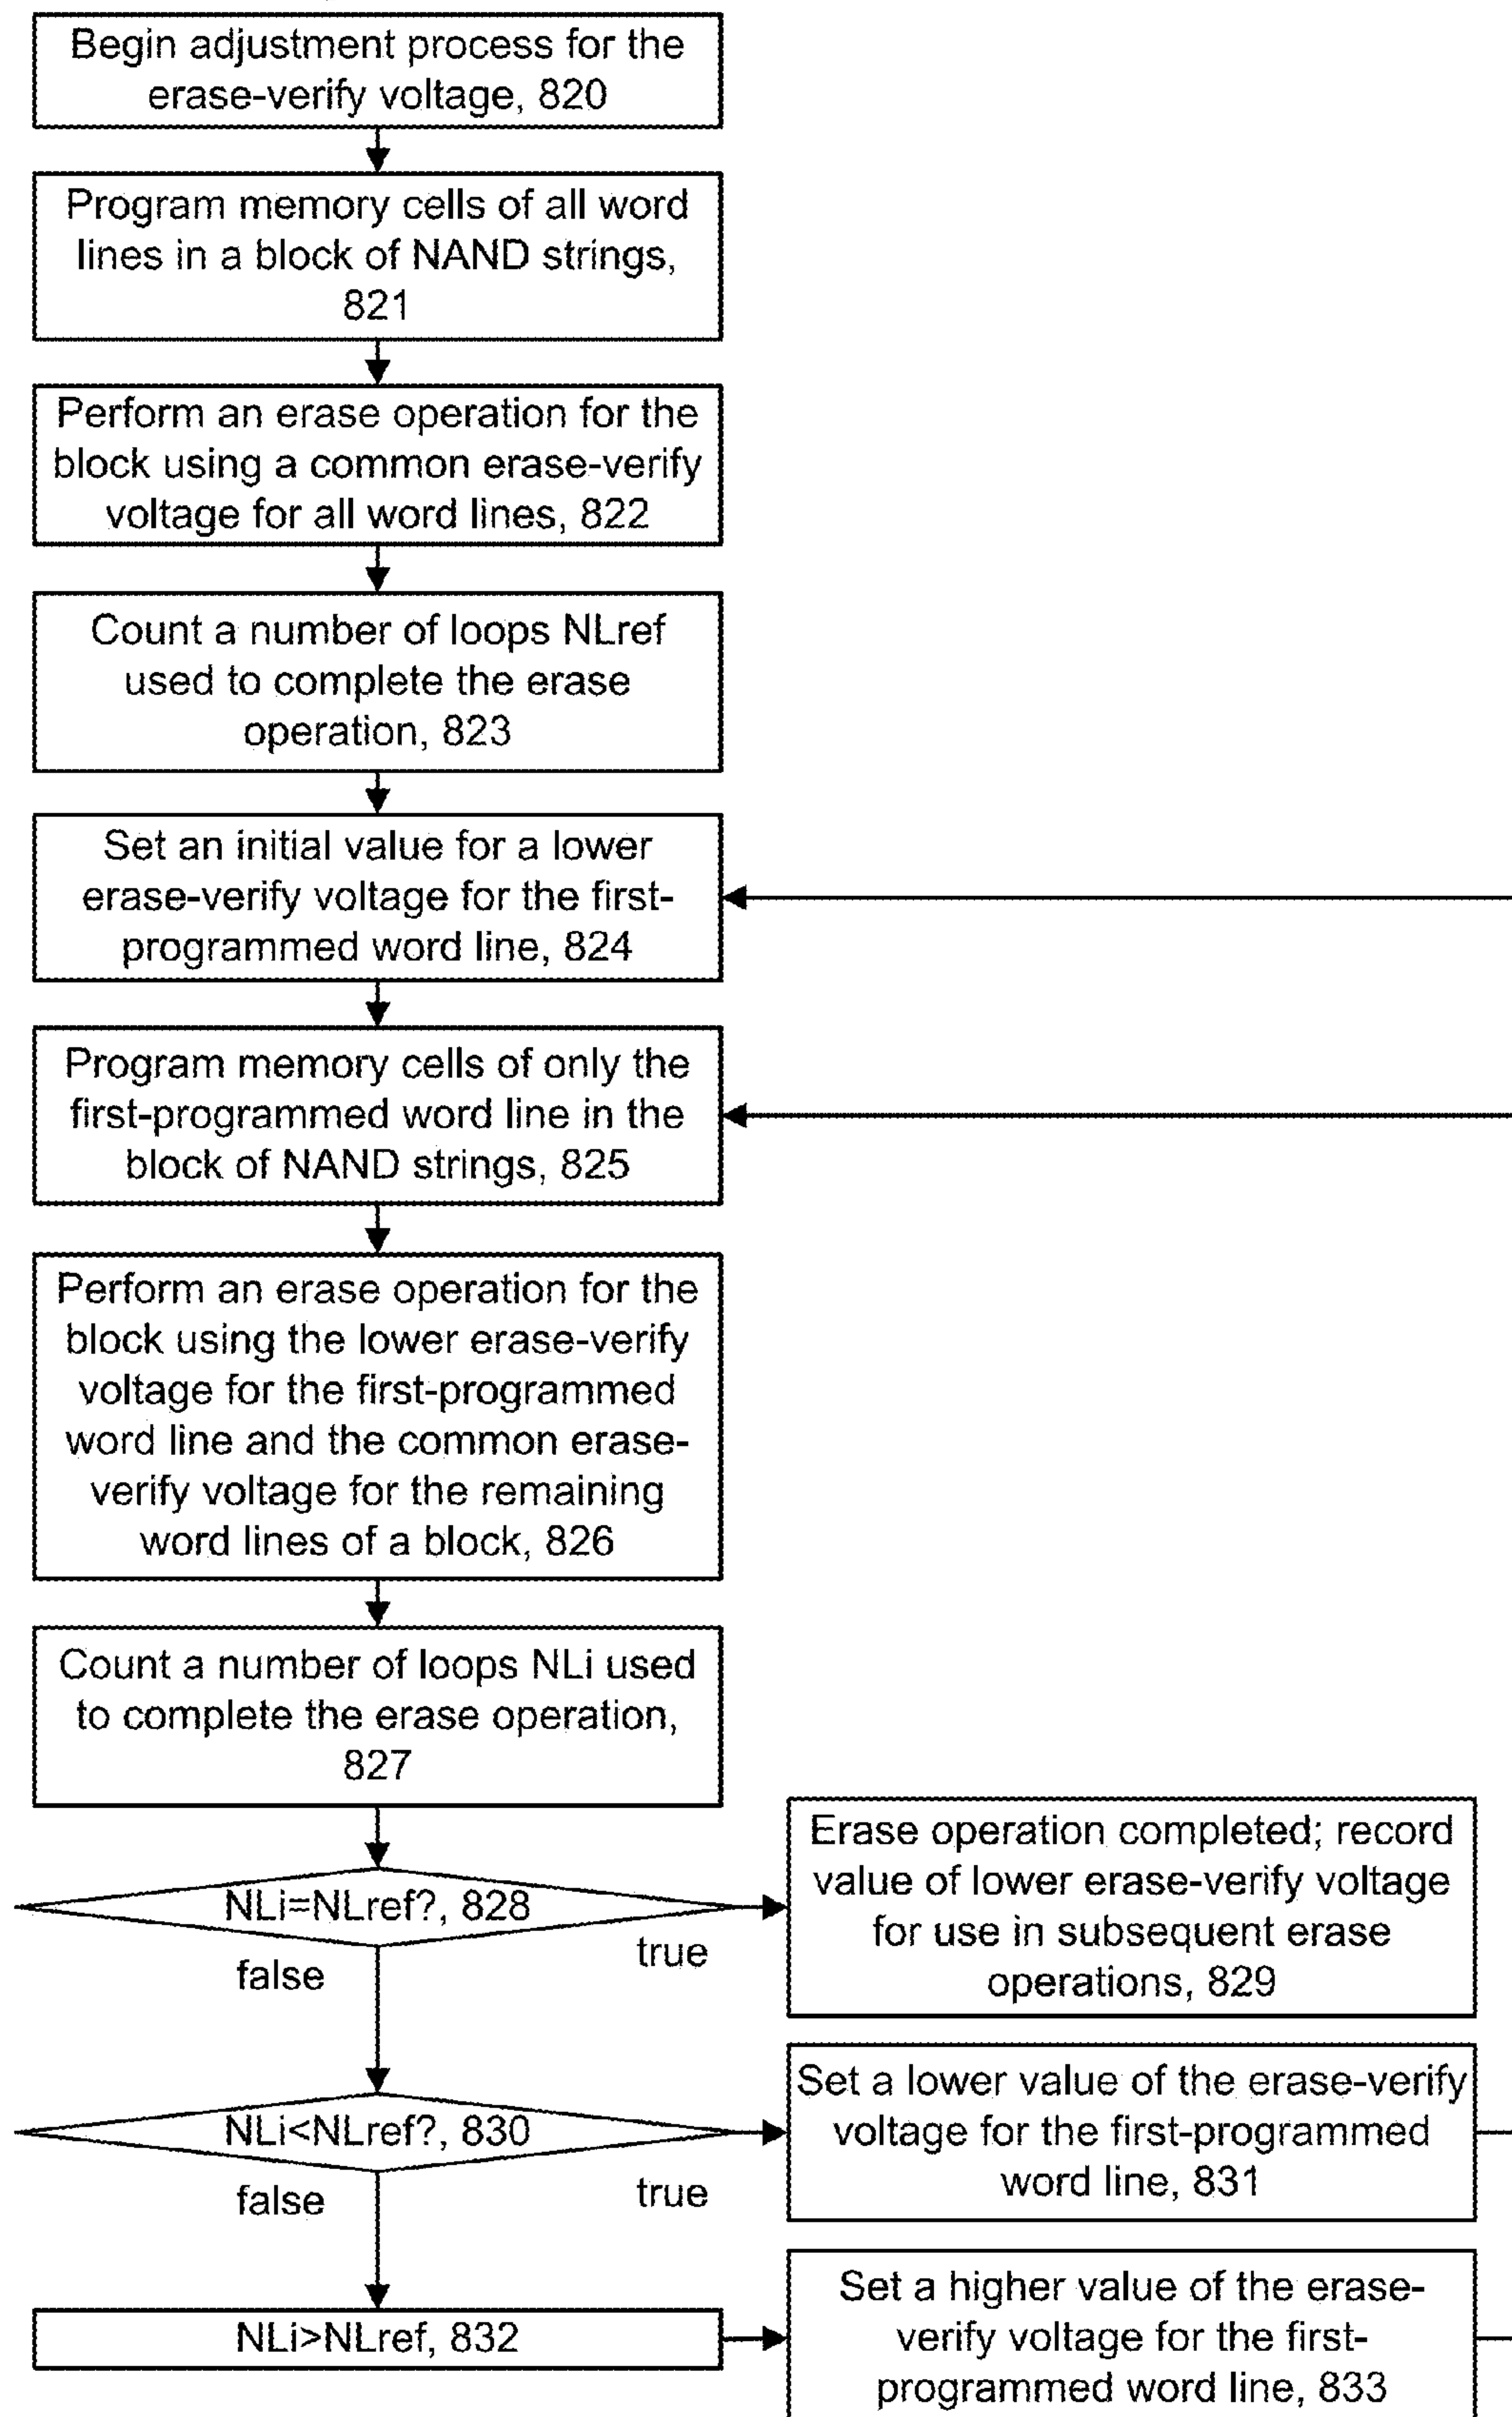 Begin adjustment process for the
erase-verify voltage, 820
Program memory cells of all word
lines in a block of NAND strings,
821
Perform an erase operation for the
block using a common erase-verify
voltage for all word lines, 822
Count a number of loops NLref
used to complete the erase
operation, 823
Set an initial value for a lower
erase-verify voltage for the first-
programmed word line, 824
Program memory cells of only the
first-programmed word line in the
block of NAND strings, 825
Perform an erase operation for the
block using the lower erase-verify
voltage for the first-programmed
word line and the common erase-
verify voltage for the remaining
word lines of a block, 826
Count a number of loops NLi used
to complete the erase operation,
827
NLi=NLref?, 828
true
false
Erase operation completed; record
value of lower erase-verify voltage
for use in subsequent erase
operations, 829
NLi<NLref?, 830
true
false
Set a lower value of the erase-verify
voltage for the first-programmed
word line, 831
NLi>NLref, 832
Set a higher value of the erase-
verify voltage for the first-
programmed word line, 833